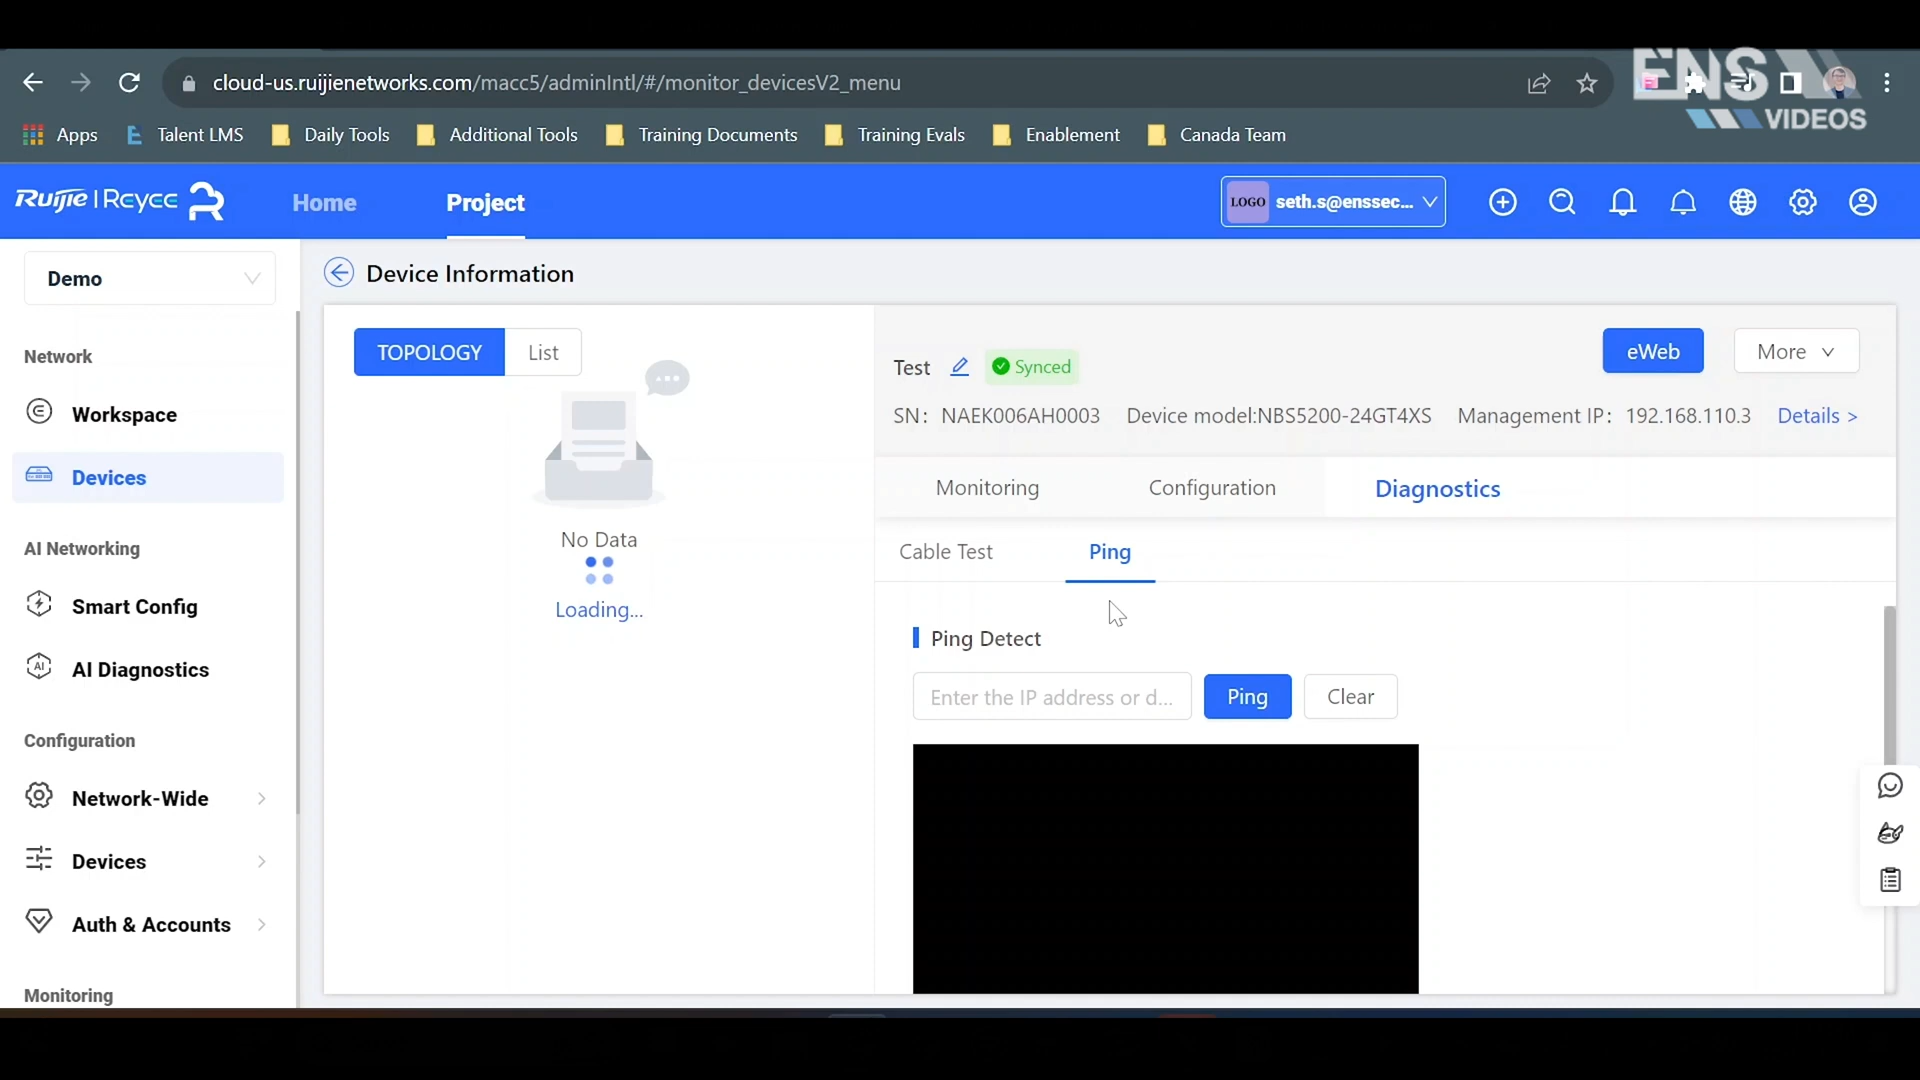 cloud-us.ruijienetworks.com/macc5/adminIntl/#/monitor_devicesV2_menu
ENS
VIDEOS
Apps
Talent LMS
Daily Tools
Additional Tools
Training Documents
Training Evals
Enablement
Canada Team
Ruijie | Reyee
Home
Project
LOGO
seth.s@enssec...
Demo
Device Information
Network
Workspace
Devices
AI Networking
Smart Config
AI
AI Diagnostics
Configuration
Network-Wide
Devices
Auth & Accounts
Monitoring
TOPOLOGY
List
No Data
Loading...
Test
Synced
eWeb
More
SN: NAEK006AH0003 Device model:NBS5200-24GT4XS Management IP: 192.168.110.3 Details >
Monitoring
Configuration
Diagnostics
Cable Test
Ping
Ping Detect
Enter the IP address or d...
Ping
Clear